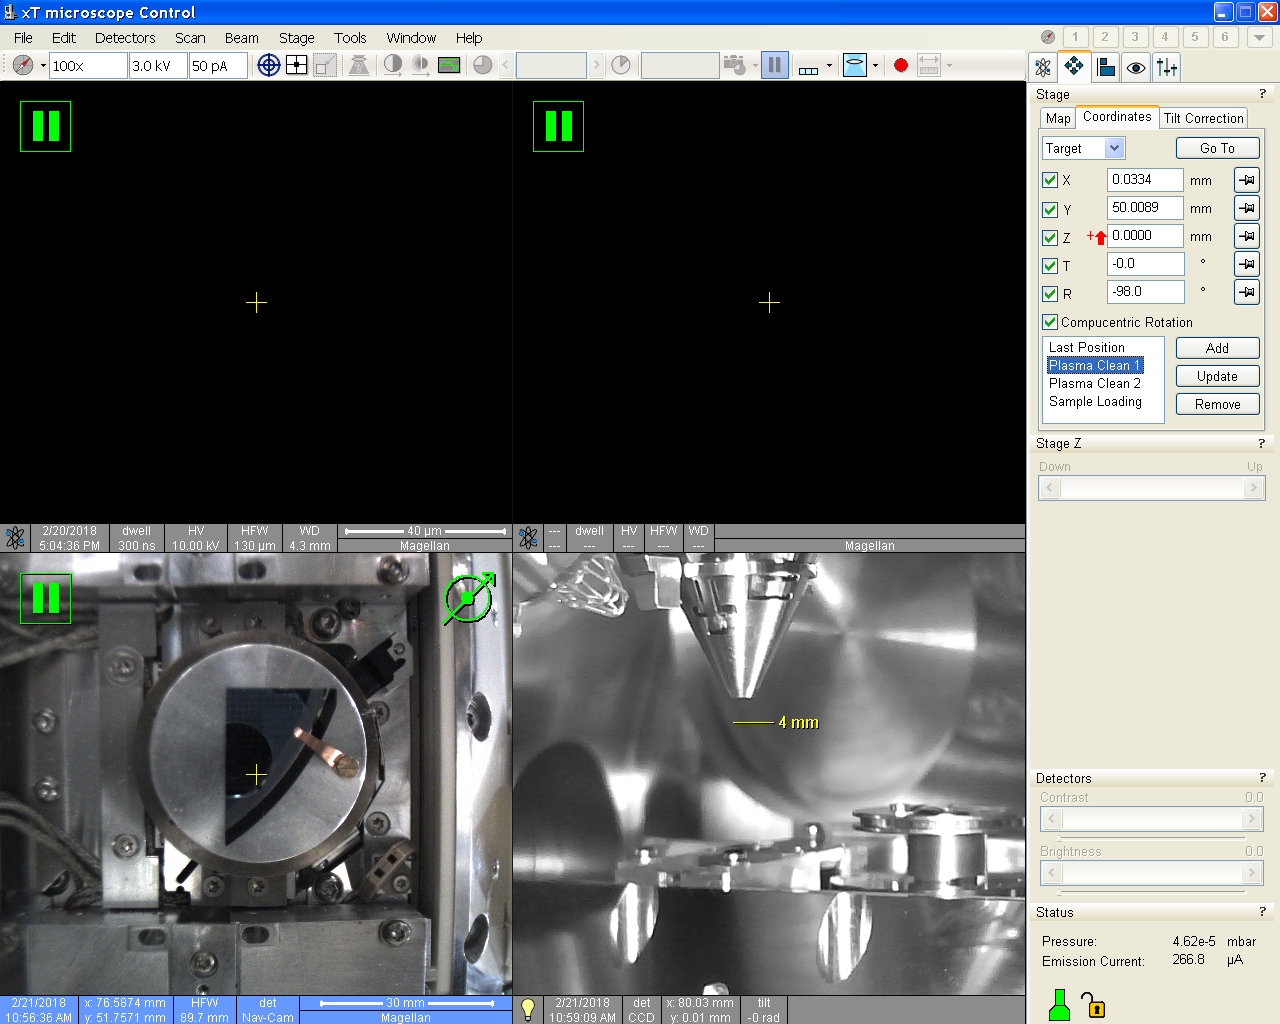 xT microscope Control
File Edit Detectors Scan Beam Stage Tools Window Help
1 2 3 4 5 6
100x 3.0 kV 50 pA
Stage ?
Map Coordinates Tilt Correction
Target Go To
X 0.0334 mm
Y 50.0089 mm
Z + 0.0000 mm
T -0.0 °
R -98.0 °
Compucentric Rotation
Last Position
Plasma Clean 1
Plasma Clean 2
Sample Loading
Add
Update
Remove
Stage Z ?
Down Up
Detectors ?
Contrast 0.0
Brightness 0.0
Status ?
Pressure: 4.62e-5 mbar
Emission Current: 266.8 µA
2/20/2018 dwell HV HFW WD 40 µm
5:04:36 PM 300 ns 10.00 kV 130 µm 4.3 mm Magellan
--- dwell HV HFW WD
--- --- --- --- --- Magellan
4 mm
2/21/2018 x: 76.5874 mm HFW det 30 mm
10:56:36 AM y: 51.7571 mm 89.7 mm Nav-Cam Magellan
2/21/2018 det x: 80.03 mm tilt
10:59:09 AM CCD y: 0.01 mm -0 rad